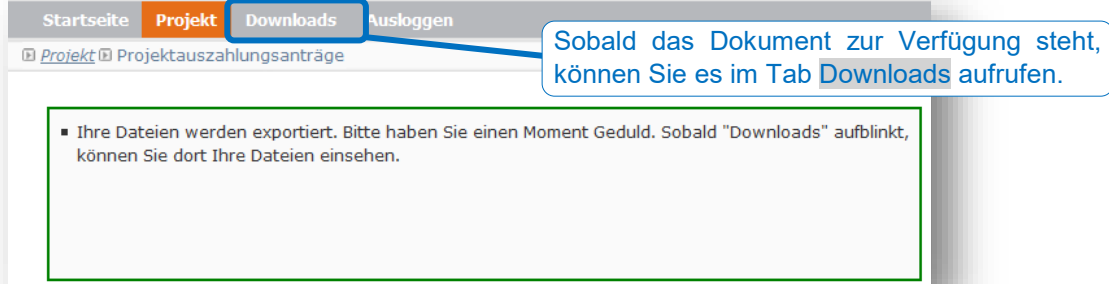 Startseite Projekt Downloads Ausloggen
Projekt Projektauszahlungsanträge
Sobald das Dokument zur Verfügung steht,
können Sie es im Tab Downloads aufrufen.
Ihre Dateien werden exportiert. Bitte haben Sie einen Moment Geduld. Sobald "Downloads" aufblinkt,
können Sie dort Ihre Dateien einsehen.